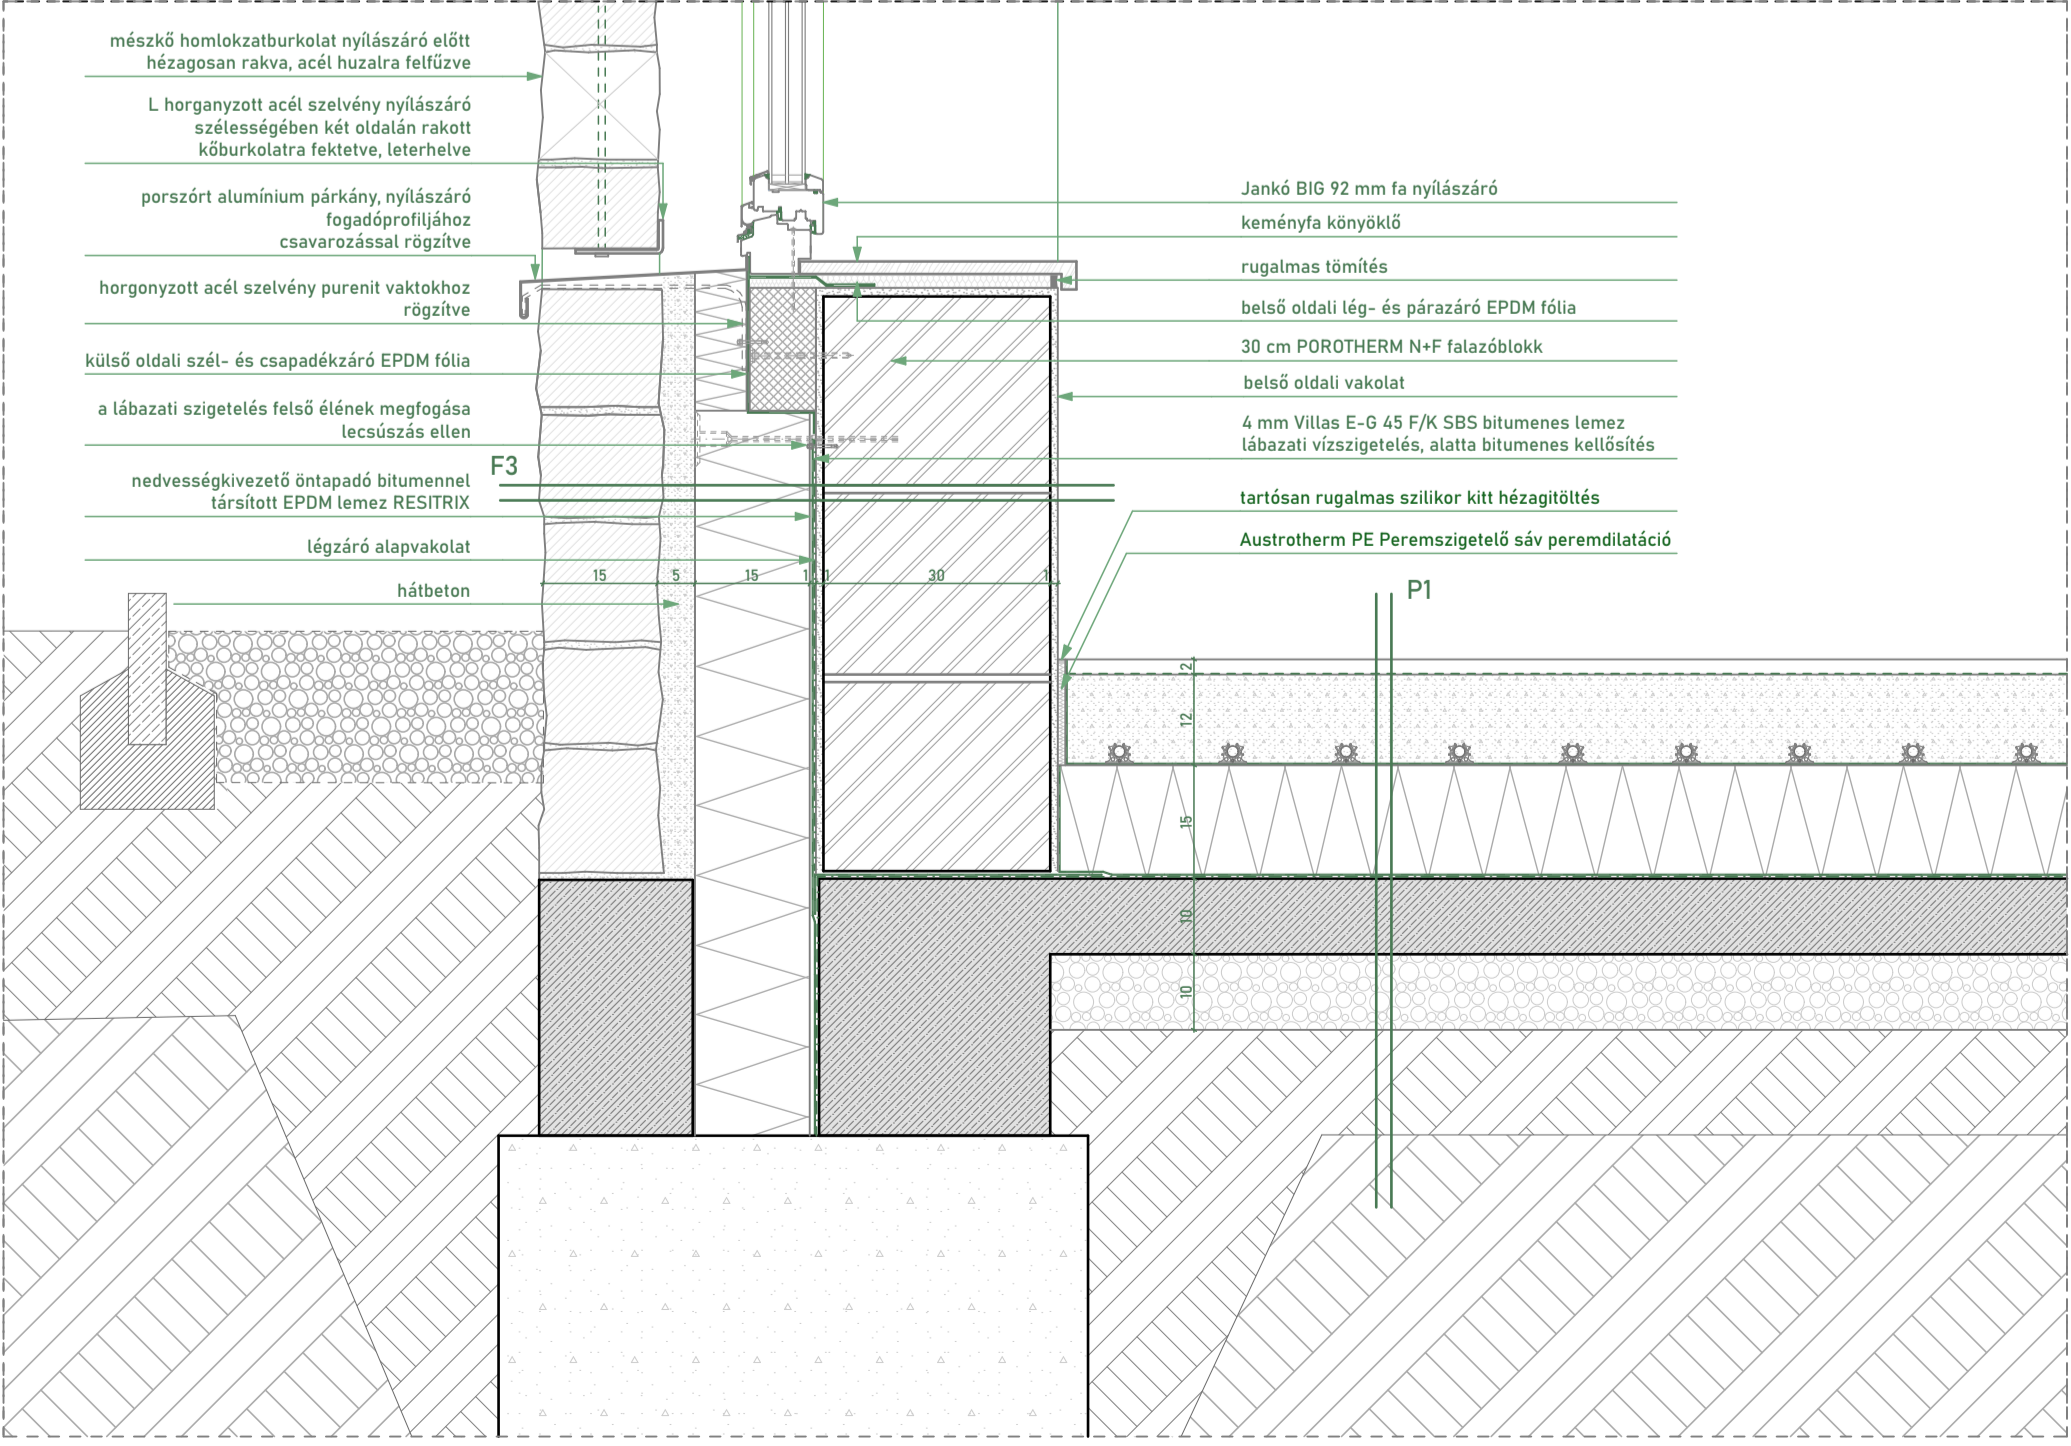 mészkő homlokzatburkolat nyílászáró előtt
hézagosan rakva, acél huzalra felfűzve
L horganyzott acél szelvény nyílászáró
szélességében két oldalán rakott
kőburkolatra fektetve, leterhelve
porszórt alumínium párkány, nyílászáró
fogadóprofiljához
csavarozással rögzítve
horgonyzott acél szelvény purenit vaktokhoz
rögzítve
külső oldali szél- és csapadékzáró EPDM fólia
a lábazati szigetelés felső élének megfogása
lecsúszás ellen
F3
nedvességkivezető öntapadó bitumennel
társított EPDM lemez RESITRIX
légzáró alapvakolat
hátbeton
15 5 15 1 1 30 1
Jankó BIG 92 mm fa nyílászáró
keményfa könyöklő
rugalmas tömítés
belső oldali lég- és párazáró EPDM fólia
30 cm POROTHERM N+F falazóblokk
belső oldali vakolat
4 mm Villas E-G 45 F/K SBS bitumenes lemez
lábazati vízszigetelés, alatta bitumenes kellősítés
tartósan rugalmas szilikor kitt hézagitöltés
Austrotherm PE Peremszigetelő sáv peremdilatáció
P1
2
12
15
10
10